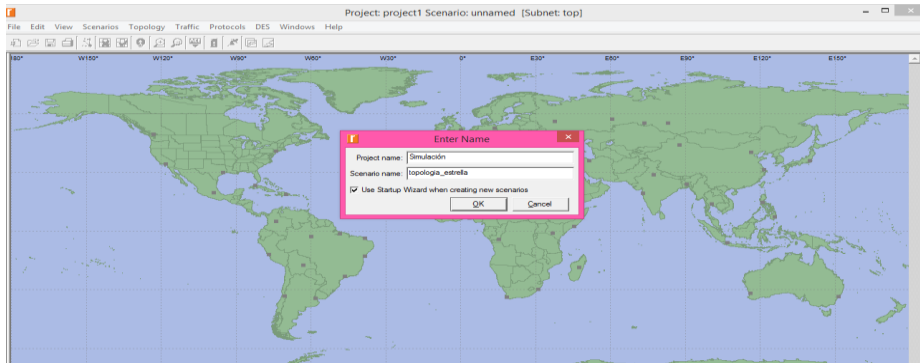 Project: project1 Scenario: unnamed [Subnet: top]
File Edit View Scenarios Topology Traffic Protocols DES Windows Help
W150° W120° W90° W60° W30° 0° E30° E60° E90° E120° E150°
Enter Name
Project name: Simulación
Scenario name: topologia_estrella
Use Startup Wizard when creating new scenarios
OK Cancel